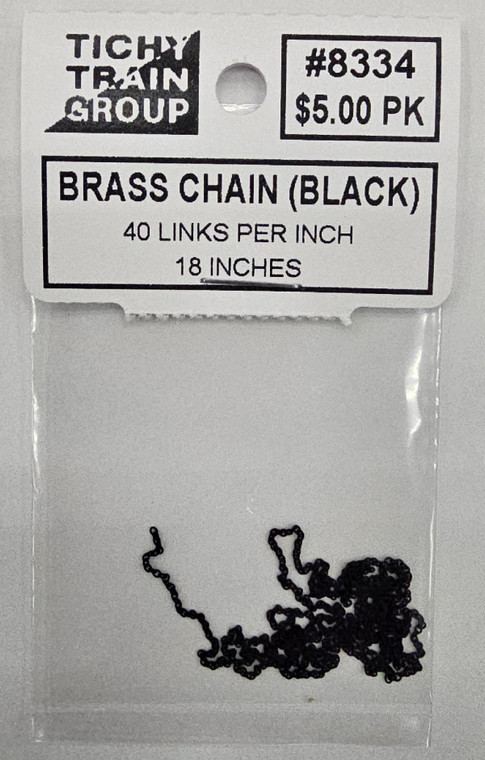 TICHY
TRAIN
GROUP
#8334
$5.00 PK
BRASS CHAIN (BLACK)
40 LINKS PER INCH
18 INCHES